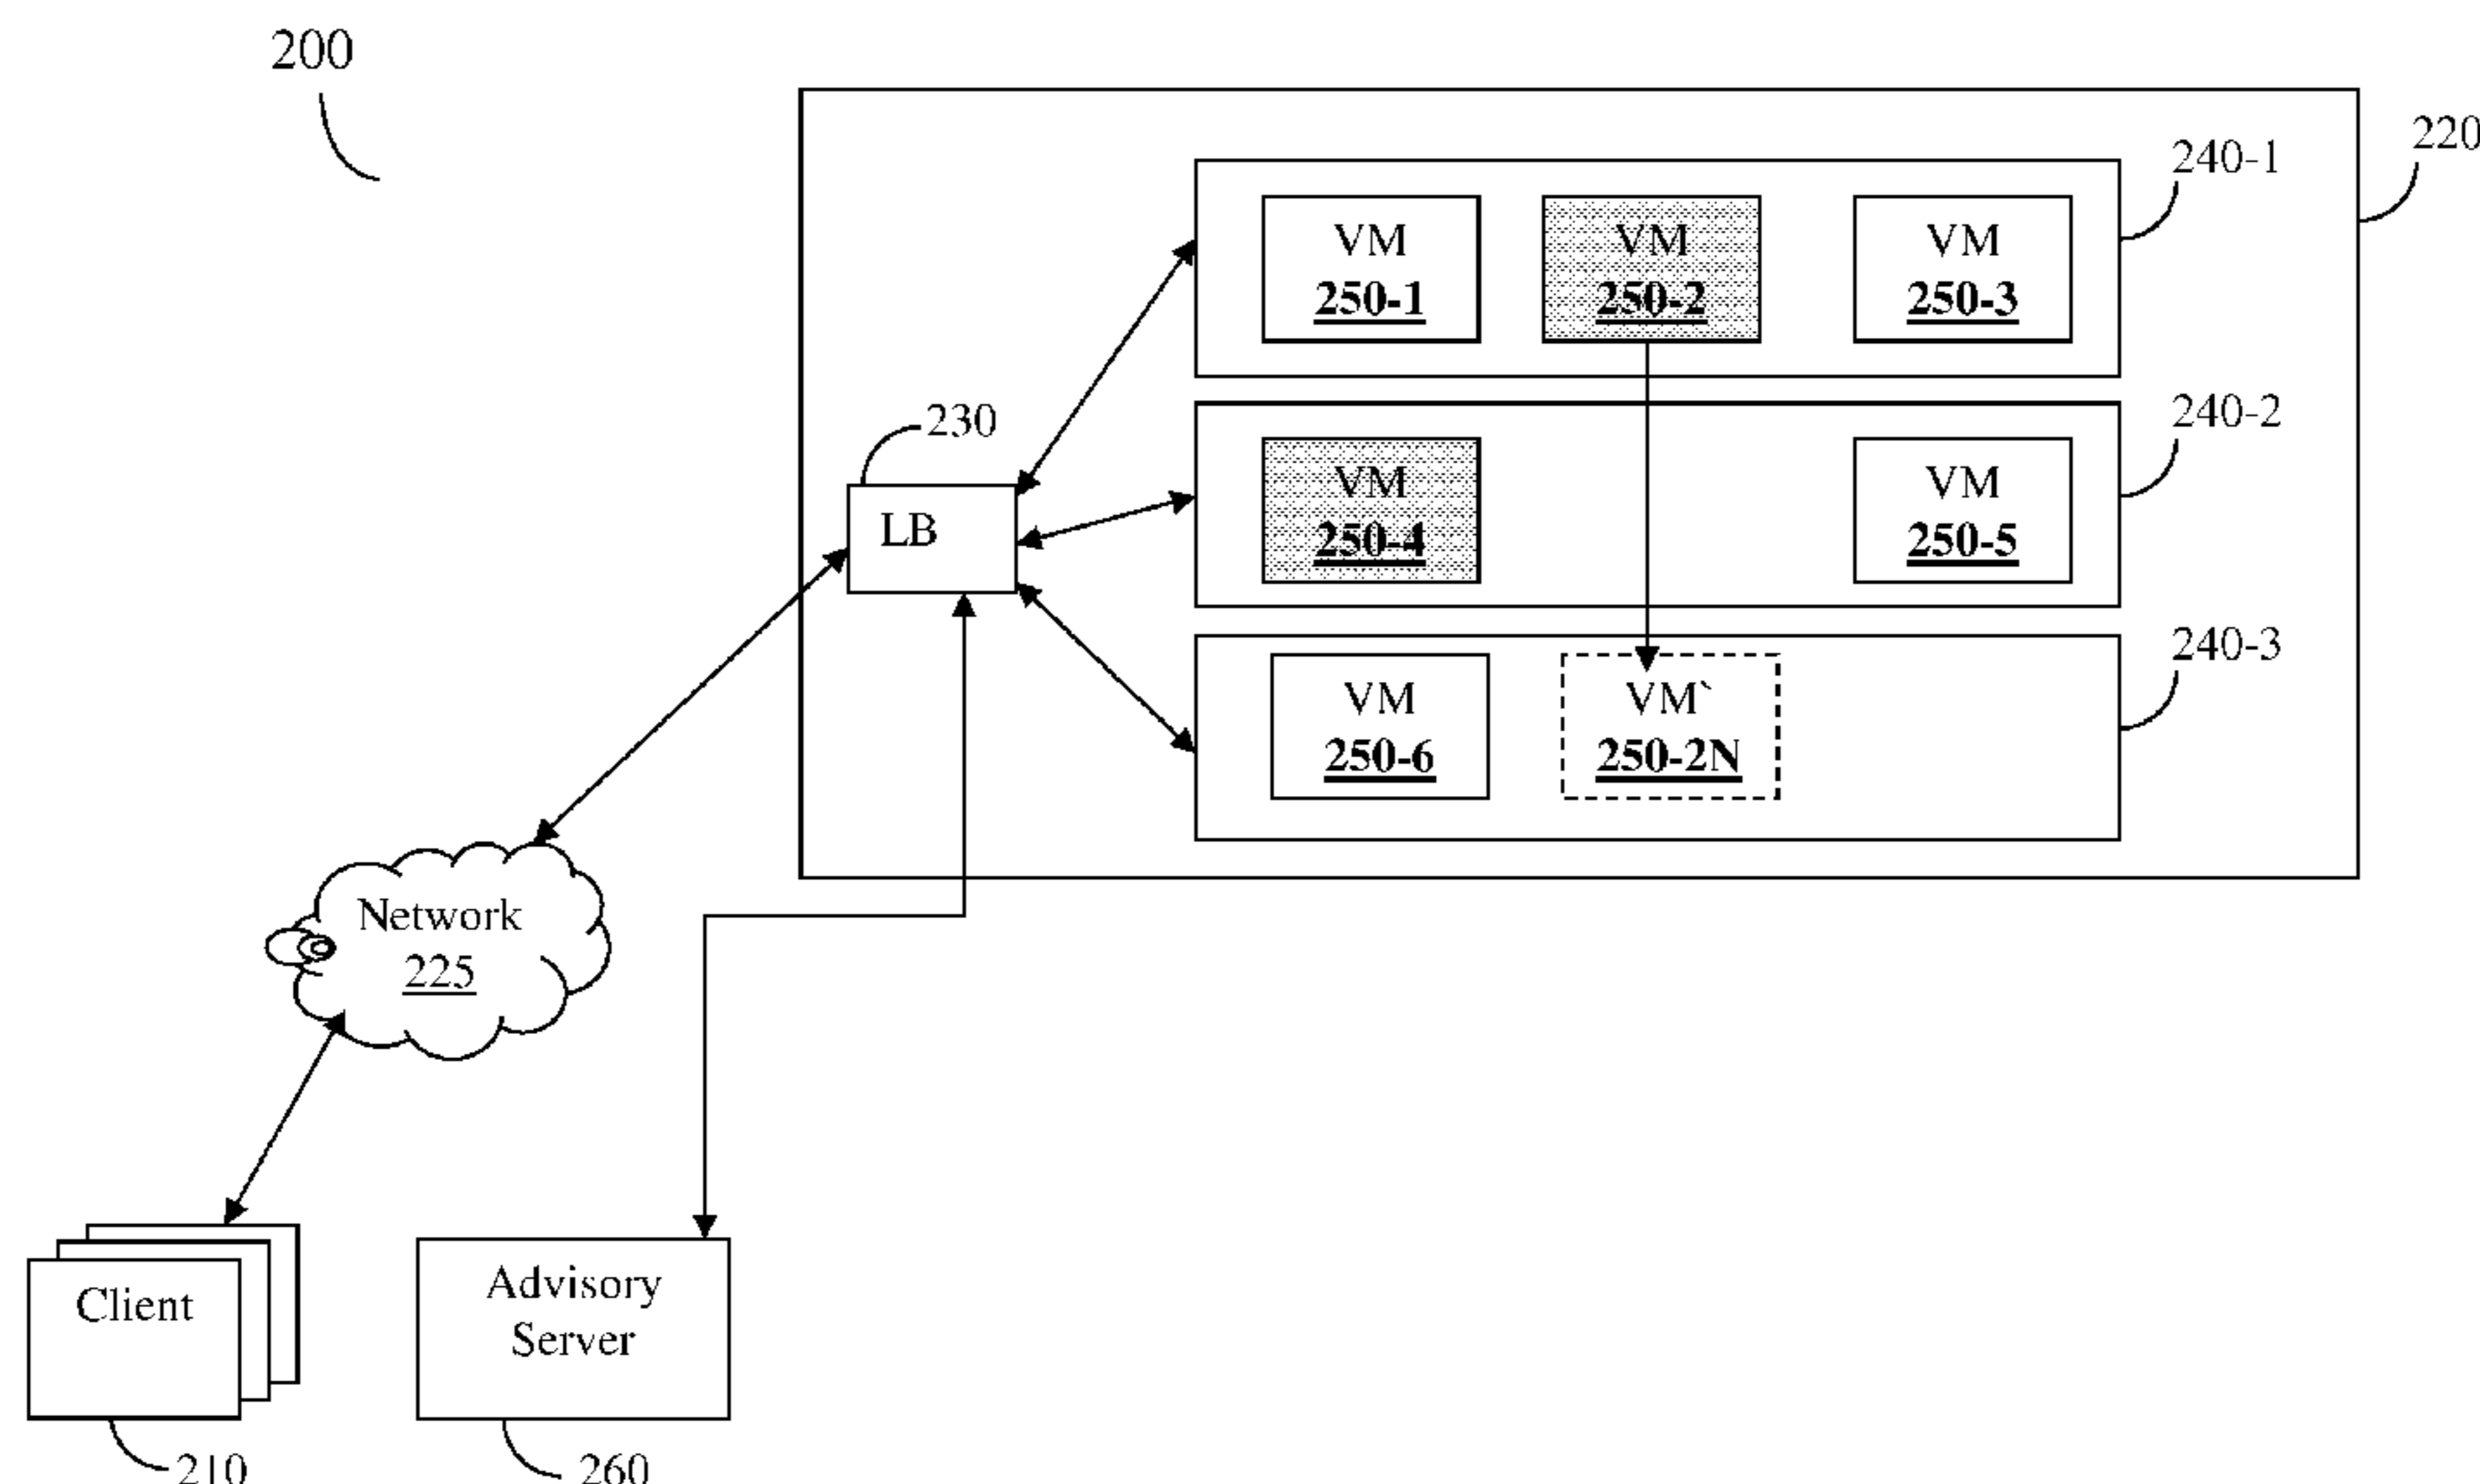 200
220
240-1
VM
250-1
VM
250-2
VM
250-3
240-2
230
VM
250-4
VM
250-5
LB
240-3
VM
250-6
VM`
250-2N
Network
225
Client
Advisory
Server
210
260